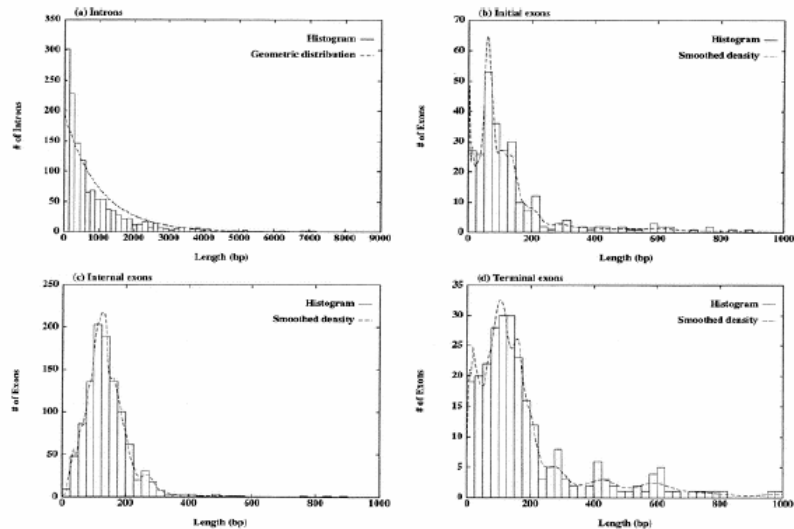 (a) Introns
Histogram
Geometric distribution
# of Introns
350
300
250
200
150
100
50
0
0 1000 2000 3000 4000 5000 6000 7000 8000 9000
Length (bp)
(b) Initial exons
Histogram
Smoothed density
# of Exons
70
60
50
40
30
20
10
0
0 200 400 600 800 1000
Length (bp)
(c) Internal exons
Histogram
Smoothed density
# of Exons
250
200
150
100
50
0
0 200 400 600 800 1000
Length (bp)
(d) Terminal exons
Histogram
Smoothed density
# of Exons
35
30
25
20
15
10
5
0
0 200 400 600 800 1000
Length (bp)